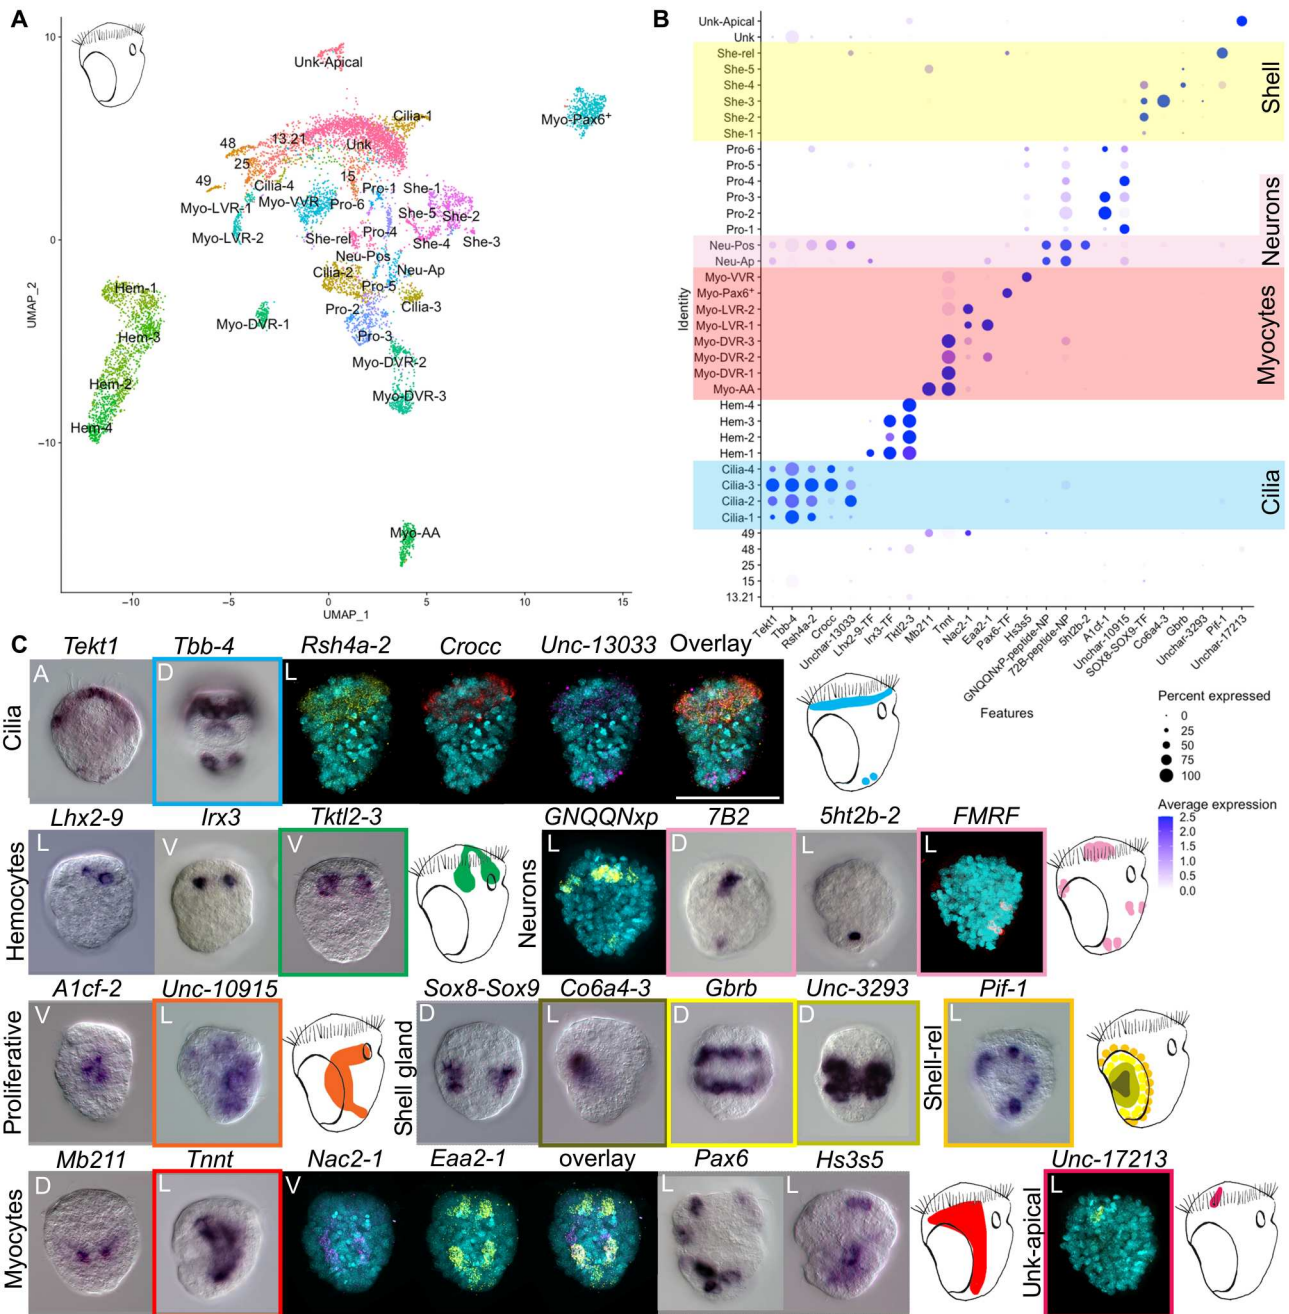 A
10
0
−10
−10
−5
0
5
10
15
UMAP_2
UMAP_1
Unk-Apical
Myo-Pax6+
Cilia-1
48
13.21
Unk
25
49
Cilia-4
15
Pro-1
She-1
Myo-LVR-1
Myo-VVR
Pro-6
She-5
She-2
Myo-LVR-2
She-rel
Pro-4
She-4
She-3
Neu-Pos
Cilia-2
Neu-Ap
Hem-1
Pro-5
Cilia-3
Pro-2
Myo-DVR-1
Hem-3
Pro-3
Myo-DVR-2
Hem-2
Myo-DVR-3
Hem-4
Myo-AA
B
Identity
Unk-Apical
Unk
She-rel
She-5
She-4
She-3
She-2
She-1
Pro-6
Pro-5
Pro-4
Pro-3
Pro-2
Pro-1
Neu-Pos
Neu-Ap
Myo-VVR
Myo-Pax6+
Myo-LVR-2
Myo-LVR-1
Myo-DVR-3
Myo-DVR-2
Myo-DVR-1
Myo-AA
Hem-4
Hem-3
Hem-2
Hem-1
Cilia-4
Cilia-3
Cilia-2
Cilia-1
49
48
25
15
13.21
Shell
Neurons
Myocytes
Cilia
Tekt1
Tbb-4
Rsh4a-2
Crocc
Unchar-13033
Lhx2-9-TF
Irx3-TF
Tktl2-3
Mb211
Tnnt
Nac2-1
Eaa2-1
Pax6-TF
Hs3s5
GNQQNxP-peptide-NP
72B-peptide-NP
5ht2b-2
A1cf-1
Unchar-10915
SOX8-SOX9-TF
Co6a4-3
Gbrb
Unchar-3293
Pif-1
Unchar-17213
Features
Percent expressed
0
25
50
75
100
Average expression
2.5
2.0
1.5
1.0
0.5
0.0
C
Tekt1 Tbb-4 Rsh4a-2 Crocc Unc-13033 Overlay
Cilia
A D L
Lhx2-9 Irx3 Tktl2-3 GNQQNxp 7B2 5ht2b-2 FMRF
Hemocytes
L V V
Neurons
L D L L
A1cf-2 Unc-10915 Sox8-Sox9 Co6a4-3 Gbrb Unc-3293 Pif-1
Proliferative
V L
Shell gland
D L D D
Shell-rel
L
Mb211 Tnnt Nac2-1 Eaa2-1 overlay Pax6 Hs3s5 Unc-17213
Myocytes
D L V L L
Unk-apical
L